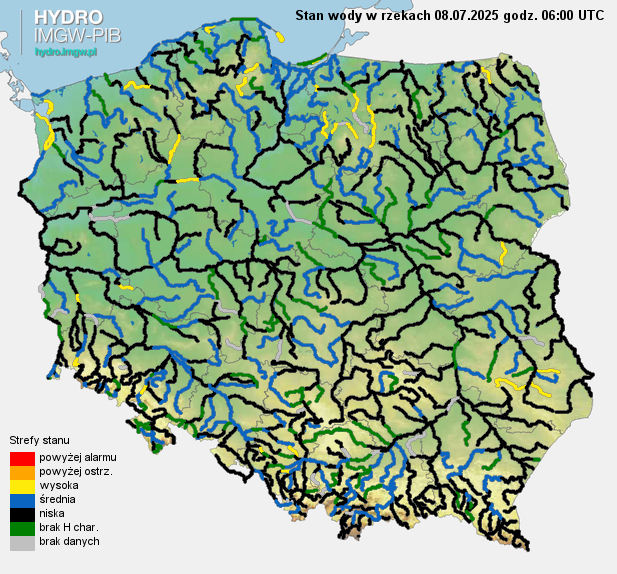 Stan wody w rzekach 08.07.2025 godz. 06:00 UTC
HYDRO
IMGW-PIB
hydro.imgw.pl
Strefy stanu
powyżej alarmu
powyżej ostrz.
wysoka
średnia
niska
brak H char.
brak danych